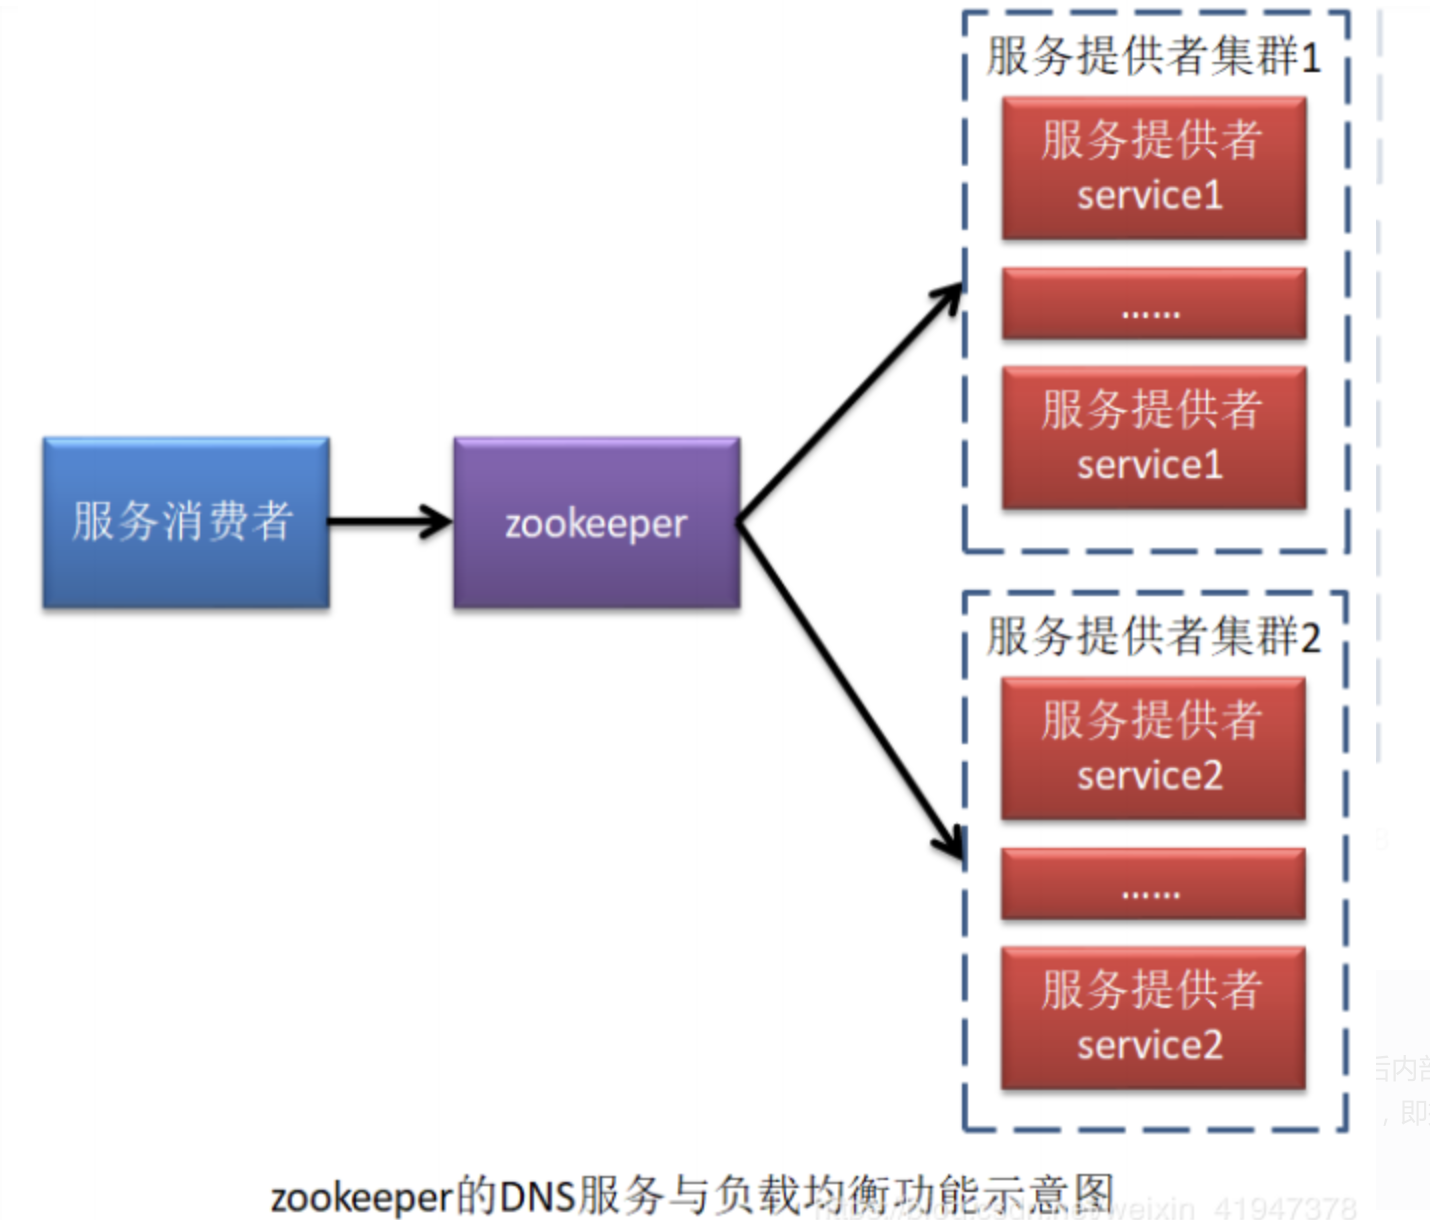 服务提供者集群1
服务提供者
service1
……
服务提供者
service1
服务消费者
zookeeper
服务提供者集群2
服务提供者
service2
……
服务提供者
service2
后内部
，即
zookeeper的DNS服务与负载均衡功能示意图
https://blog.csdn.net/weixin_41947378